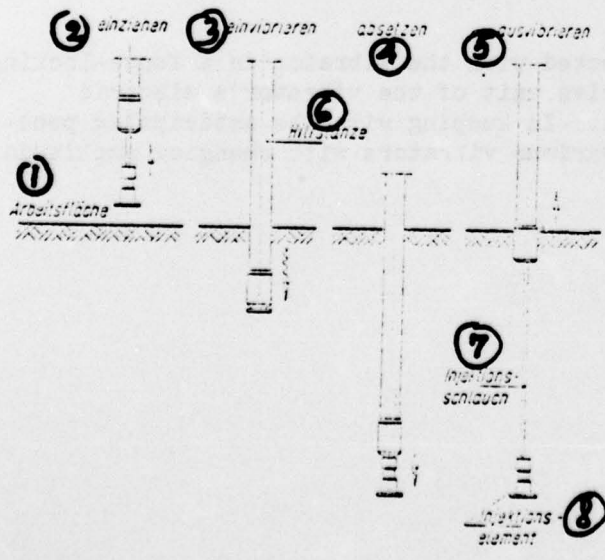 2 einziehen
3 einvibrieren
4 absetzen
5 ausvibrieren
6
Hilfslanze
1
Arbeitsfläche
7
Injektions-
schlauch
Injektions-
element
8